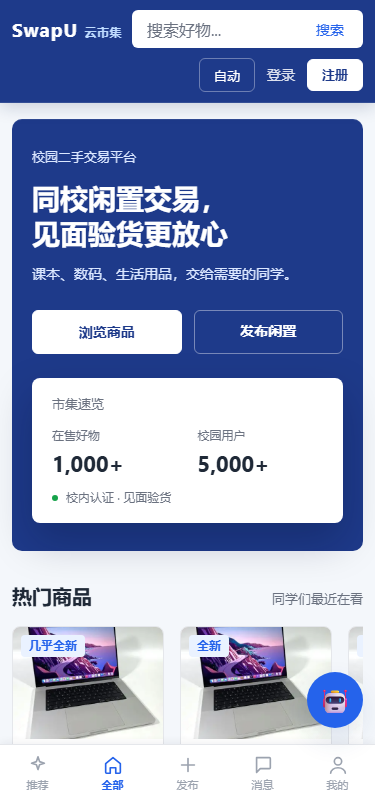 SwapU 云市集
搜索好物... 搜索
自动 登录 注册
校园二手交易平台
同校闲置交易，
见面验货更放心
课本、数码、生活用品，交给需要的同学。
浏览商品 发布闲置
市集速览
在售好物 校园用户
1,000+ 5,000+
校内认证 · 见面验货
热门商品 同学们最近在看
几乎全新 全新
推荐 全部 发布 消息 我的